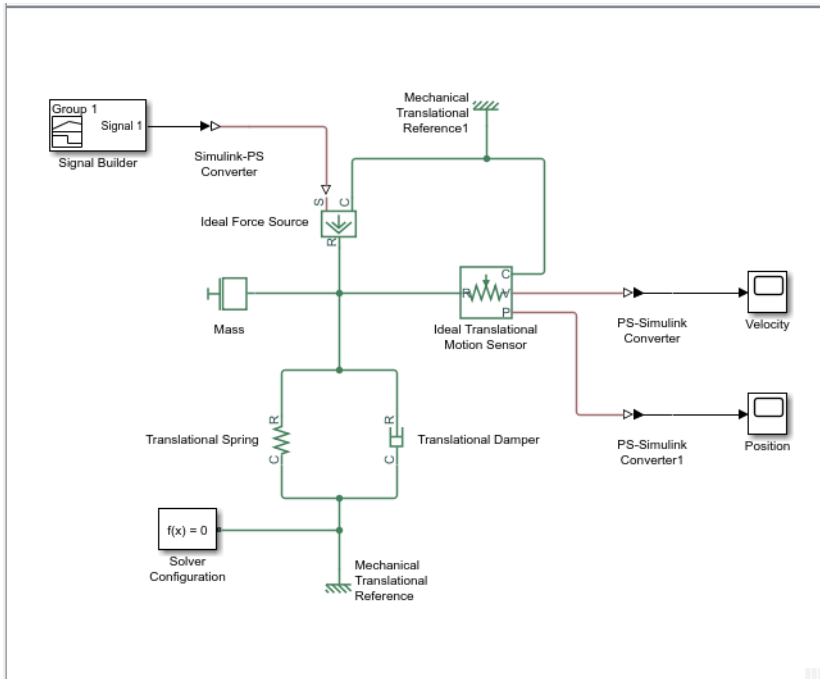 Group 1
Signal 1
Signal Builder
Simulink-PS
Converter
Mechanical
Translational
Reference1
S
C
Ideal Force Source
R
Mass
R
C
V
P
Ideal Translational
Motion Sensor
PS-Simulink
Converter
Velocity
R
C
Translational Spring
R
C
Translational Damper
PS-Simulink
Converter1
Position
f(x) = 0
Solver
Configuration
Mechanical
Translational
Reference